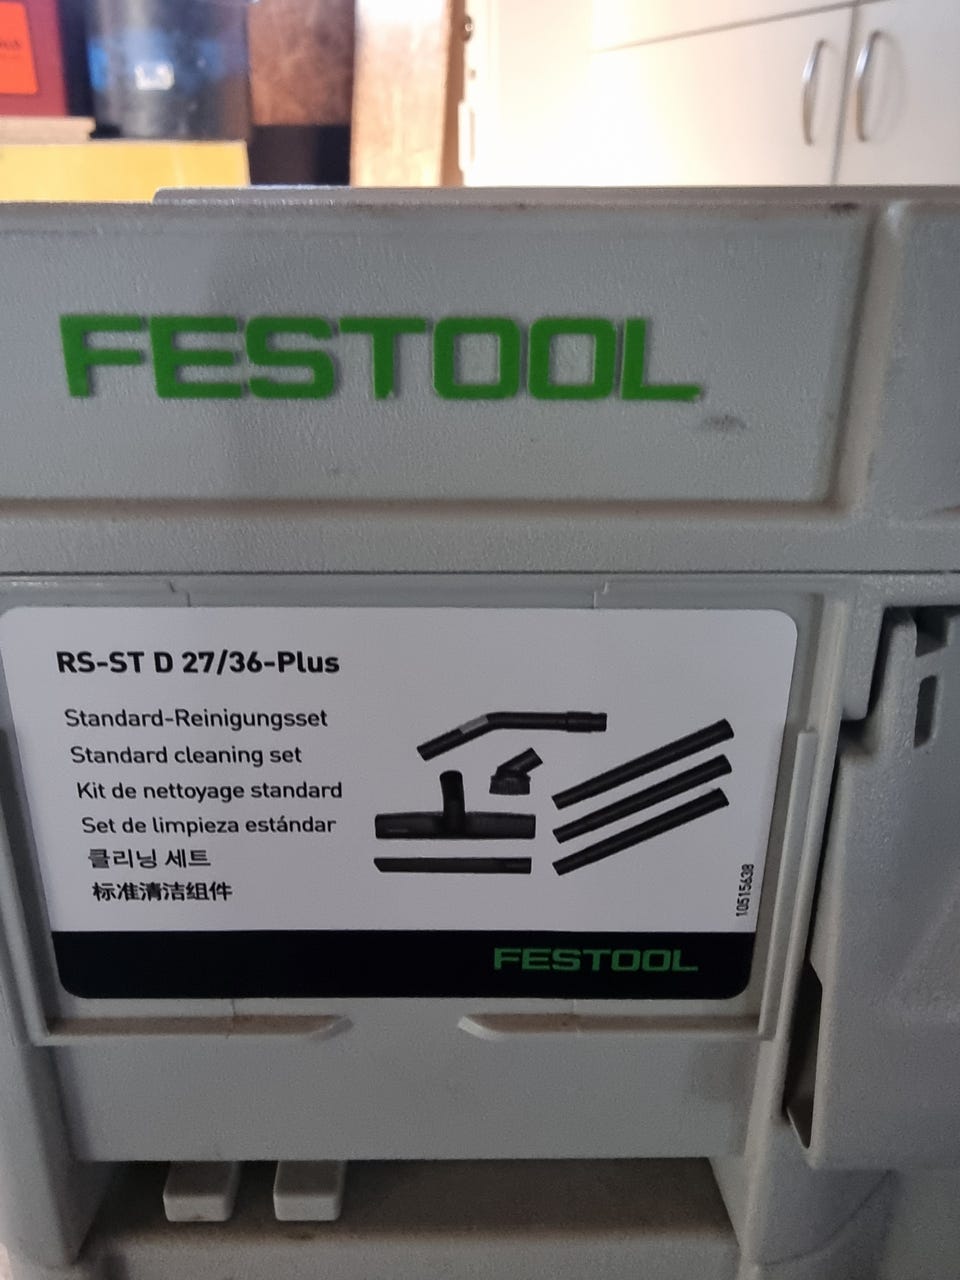 FESTOOL
RS-ST D 27/36-Plus
Standard-Reinigungsset
Standard cleaning set
Kit de nettoyage standard
Set de limpieza estándar
클리닝 세트
标准清洁组件
10515638
FESTOOL